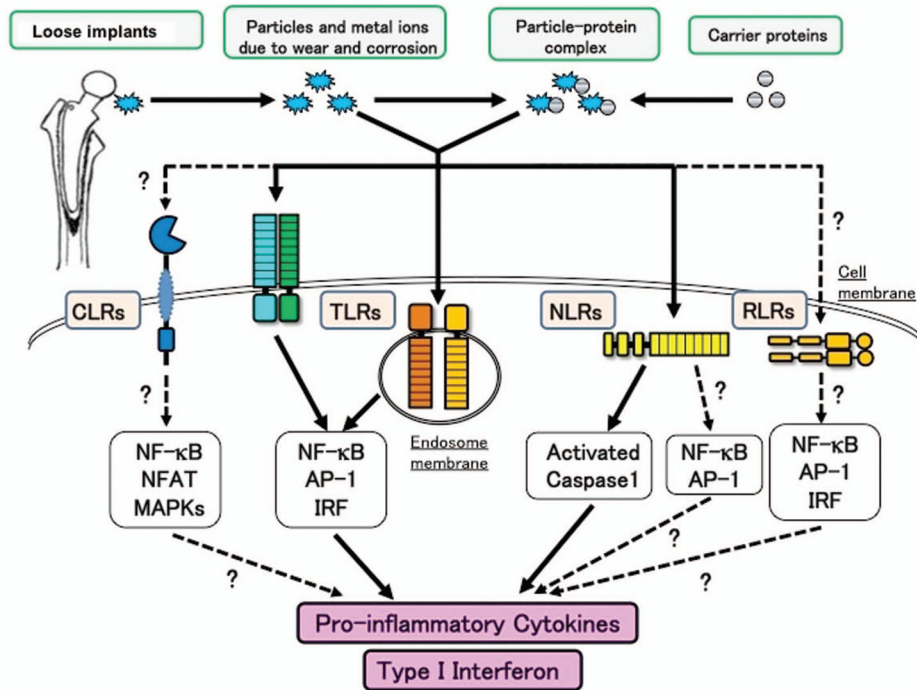 Loose implants
Particles and metal ions
due to wear and corrosion
Particle-protein
complex
Carrier proteins
?
?
Cell
membrane
CLRs
TLRs
NLRs
RLRs
?
?
?
Endosome
membrane
NF-κB
NFAT
MAPKs
NF-κB
AP-1
IRF
Activated
Caspase1
NF-κB
AP-1
NF-κB
AP-1
IRF
?
?
?
Pro-inflammatory Cytokines
Type I Interferon